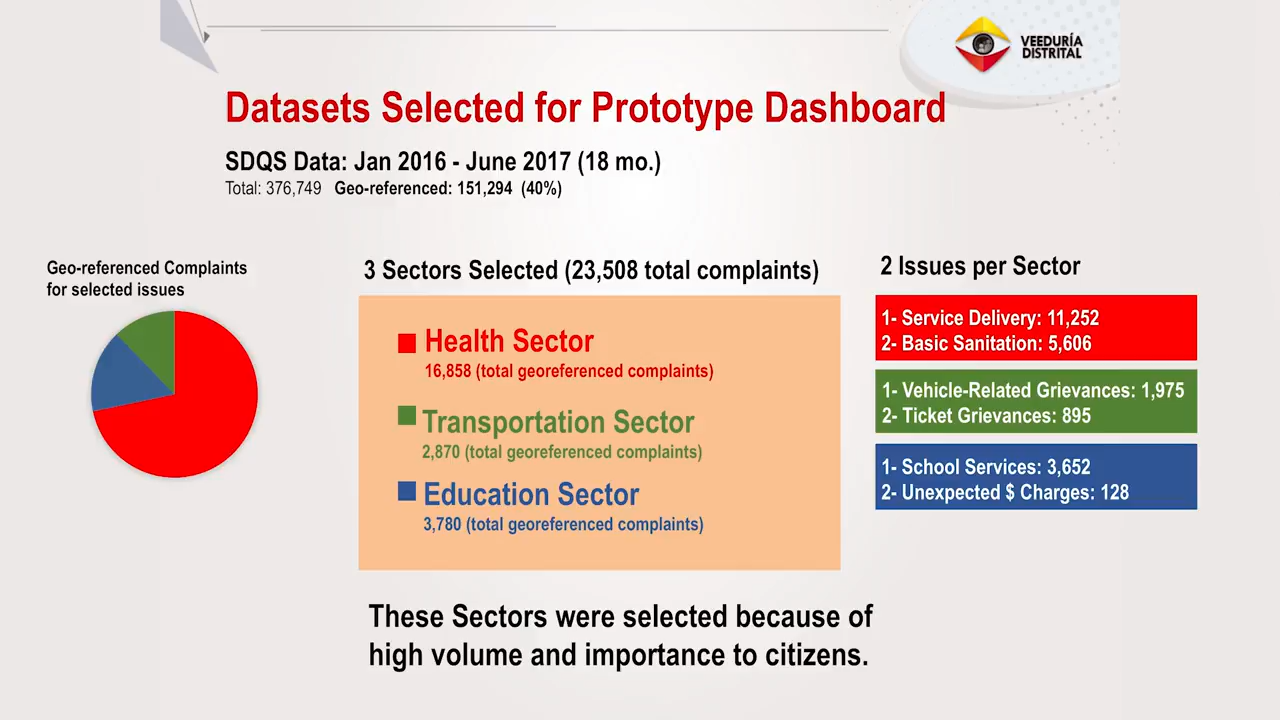 VEEDURÍA
DISTRITAL
Datasets Selected for Prototype Dashboard
SDQS Data: Jan 2016 - June 2017 (18 mo.)
Total: 376,749 Geo-referenced: 151,294 (40%)
Geo-referenced Complaints
for selected issues
3 Sectors Selected (23,508 total complaints)
Health Sector
16,858 (total georeferenced complaints)
Transportation Sector
2,870 (total georeferenced complaints)
Education Sector
3,780 (total georeferenced complaints)
2 Issues per Sector
1- Service Delivery: 11,252
2- Basic Sanitation: 5,606
1- Vehicle-Related Grievances: 1,975
2- Ticket Grievances: 895
1- School Services: 3,652
2- Unexpected $ Charges: 128
These Sectors were selected because of
high volume and importance to citizens.